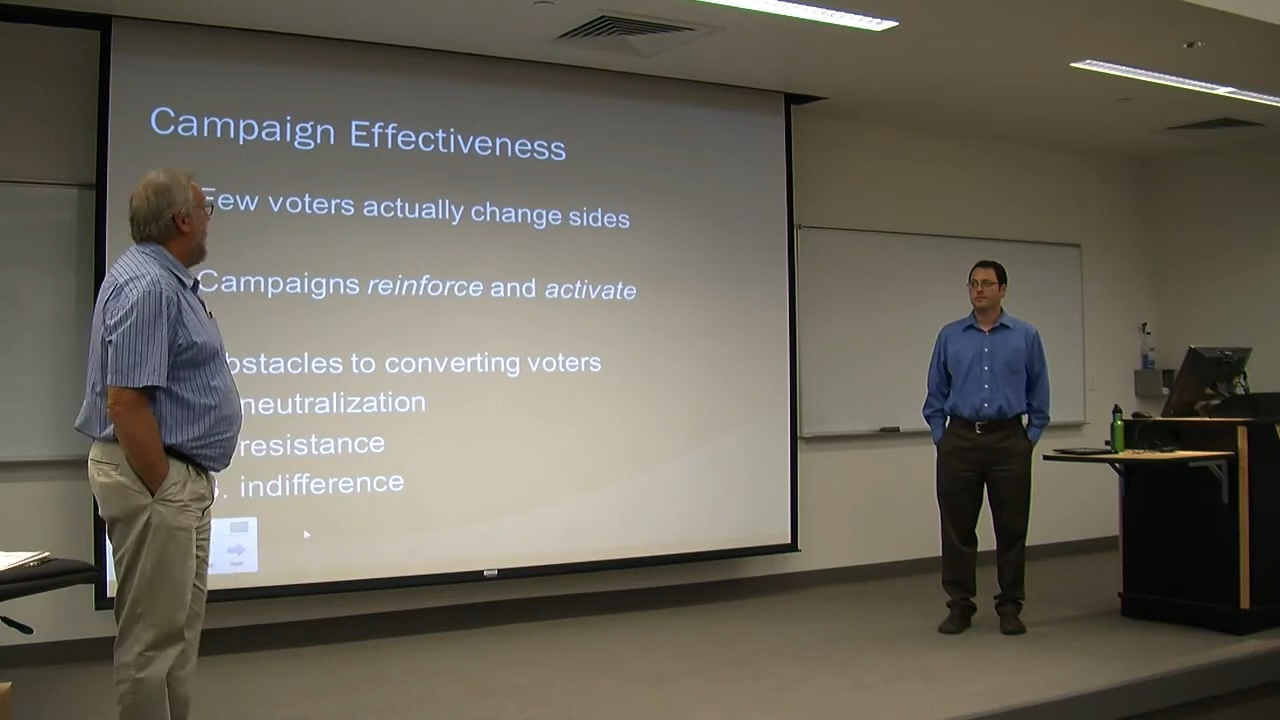 Campaign Effectiveness
Few voters actually change sides
Campaigns reinforce and activate
bstacles to converting voters
neutralization
resistance
. indifference